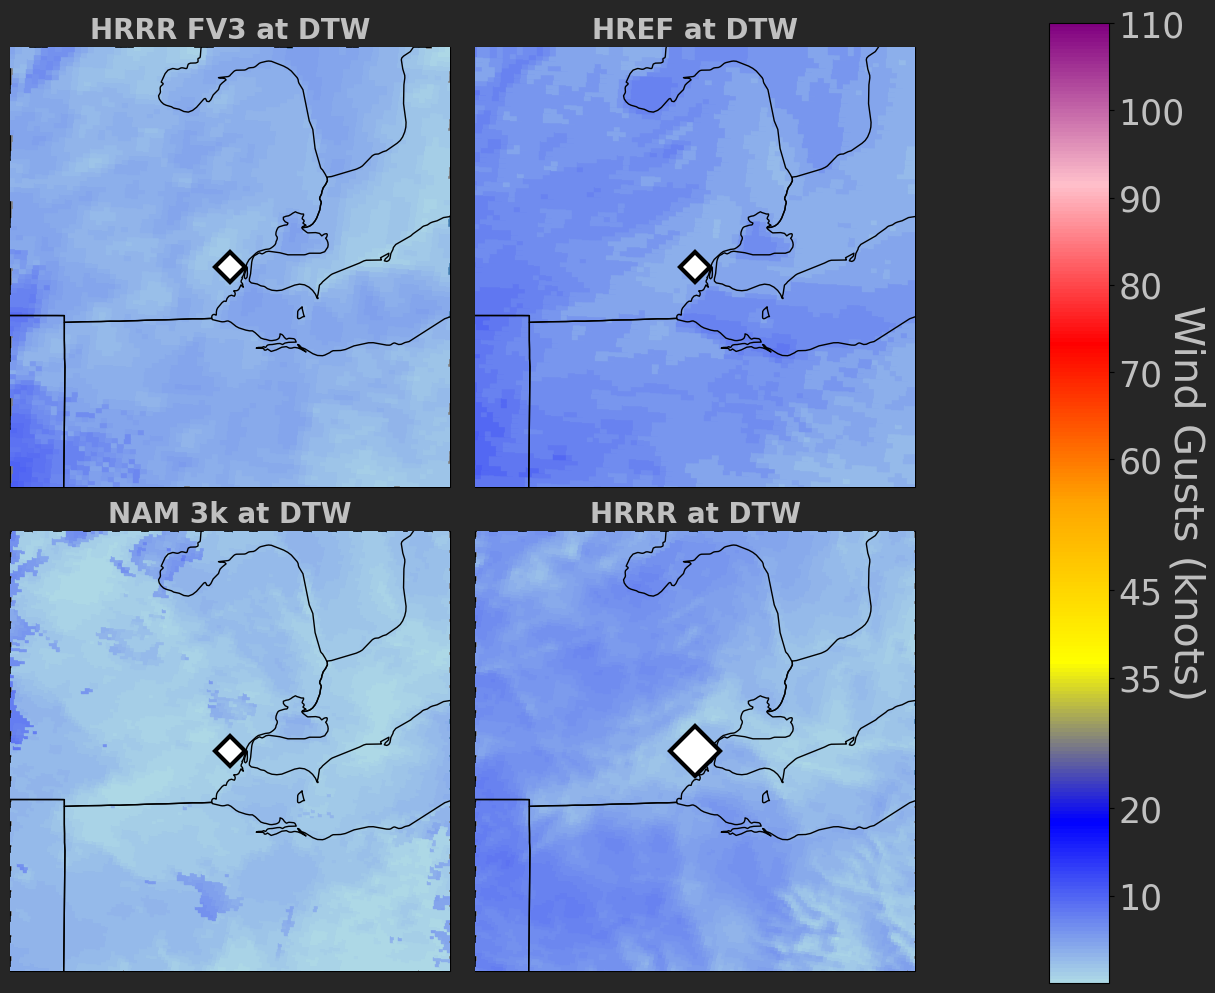 HRRR FV3 at DTW
HREF at DTW
NAM 3k at DTW
HRRR at DTW
110
100
90
80
70
60
45
35
20
10
Wind Gusts (knots)